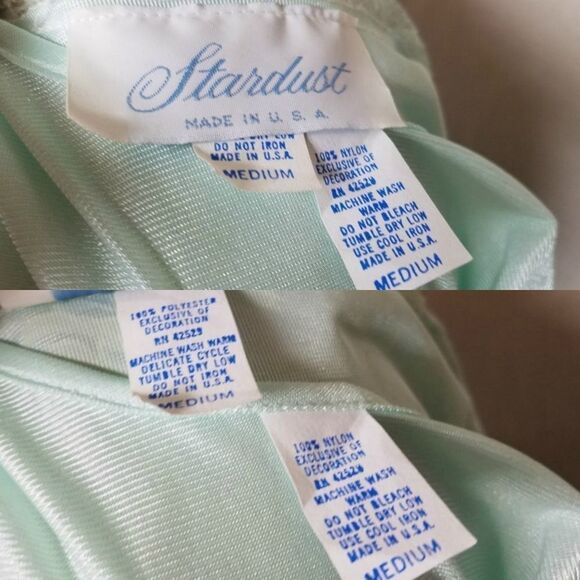 Stardust
MADE IN U. S. A.
TUMBLE DRY LOW
DO NOT IRON
MADE IN U.S.A.
MEDIUM
100% NYLON
EXCLUSIVE OF
DECORATION
RN 42529
MACHINE WASH
WARM
DO NOT BLEACH
TUMBLE DRY LOW
USE COOL IRON
MADE IN U.S.A.
MEDIUM
100% POLYESTER
EXCLUSIVE OF
DECORATION
RN 42529
MACHINE WASH WARM
DELICATE CYCLE
TUMBLE DRY LOW
DO NOT IRON
MADE IN U.S.A.
MEDIUM
100% NYLON
EXCLUSIVE OF
DECORATION
RN 42529
MACHINE WASH
WARM
DO NOT BLEACH
TUMBLE DRY LOW
USE COOL IRON
MADE IN U.S.A.
MEDIUM